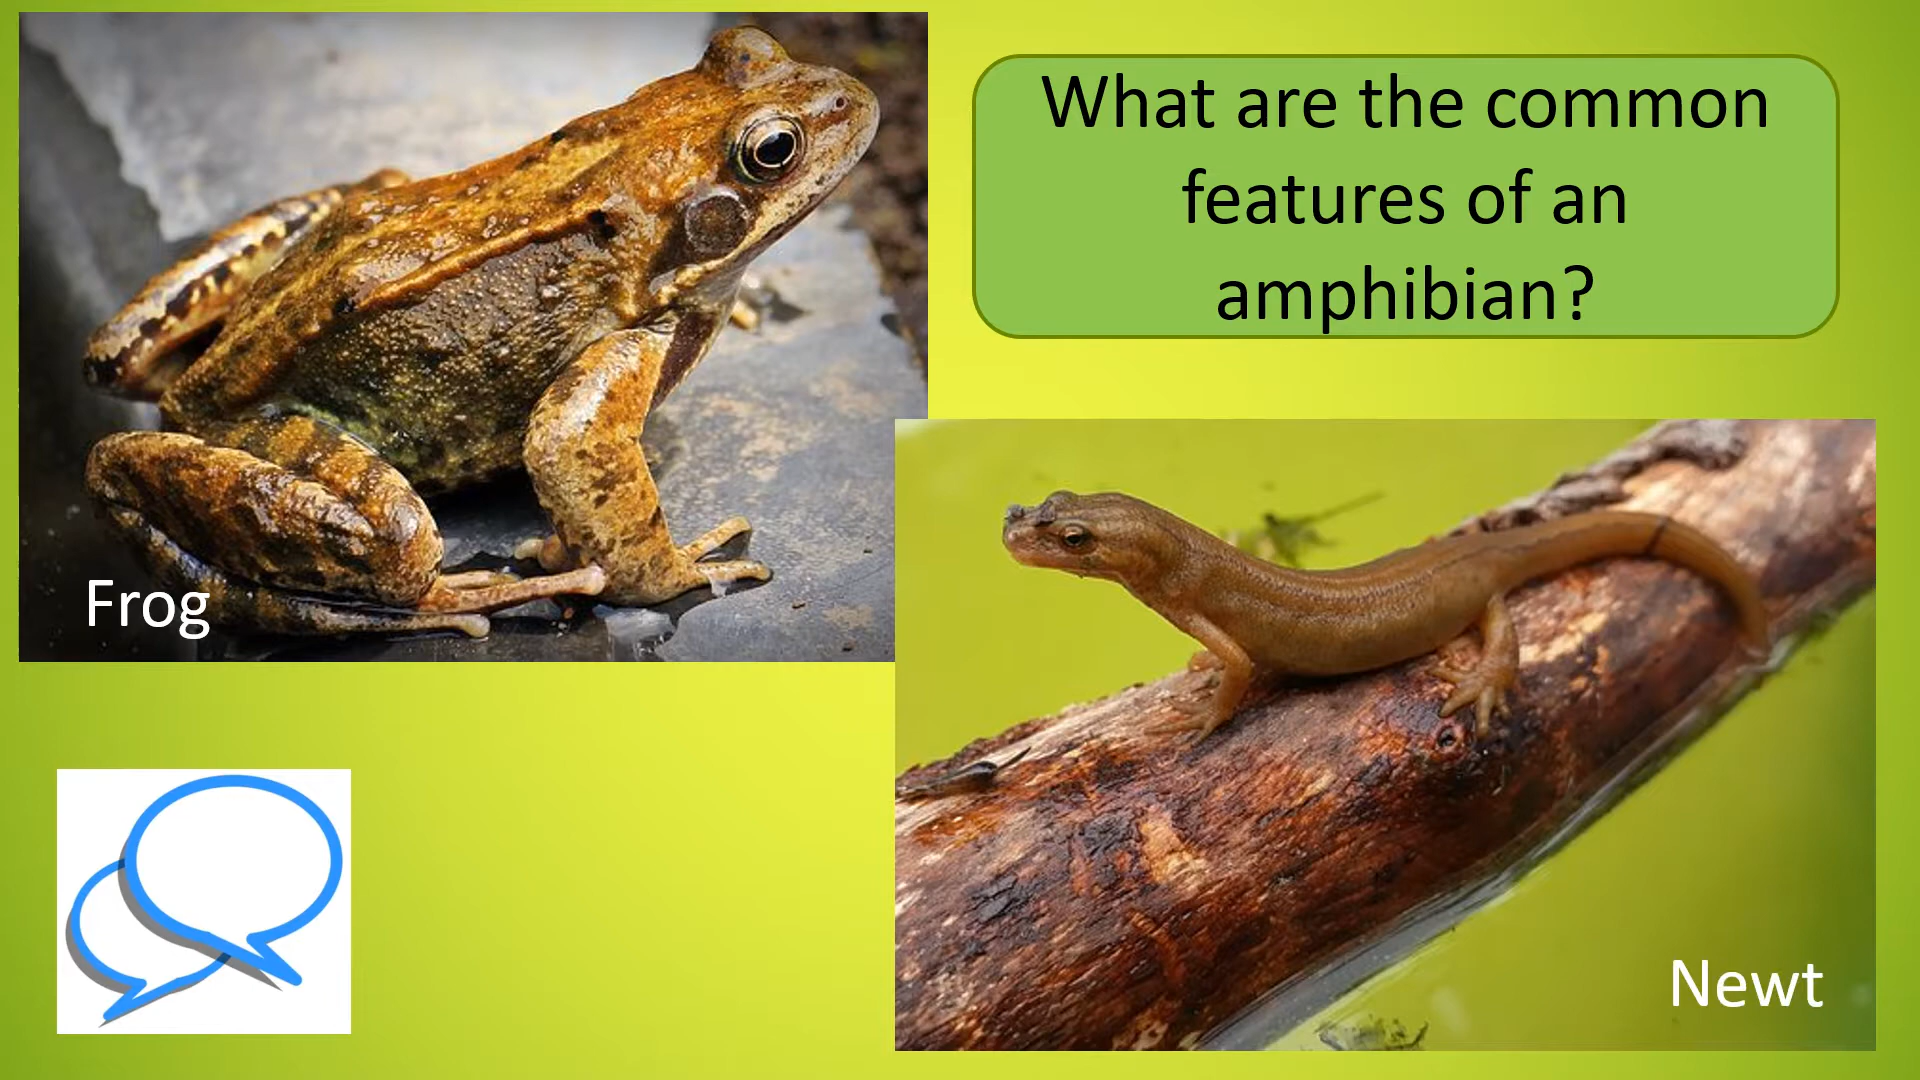 What are the common
features of an
amphibian?
Frog
Newt